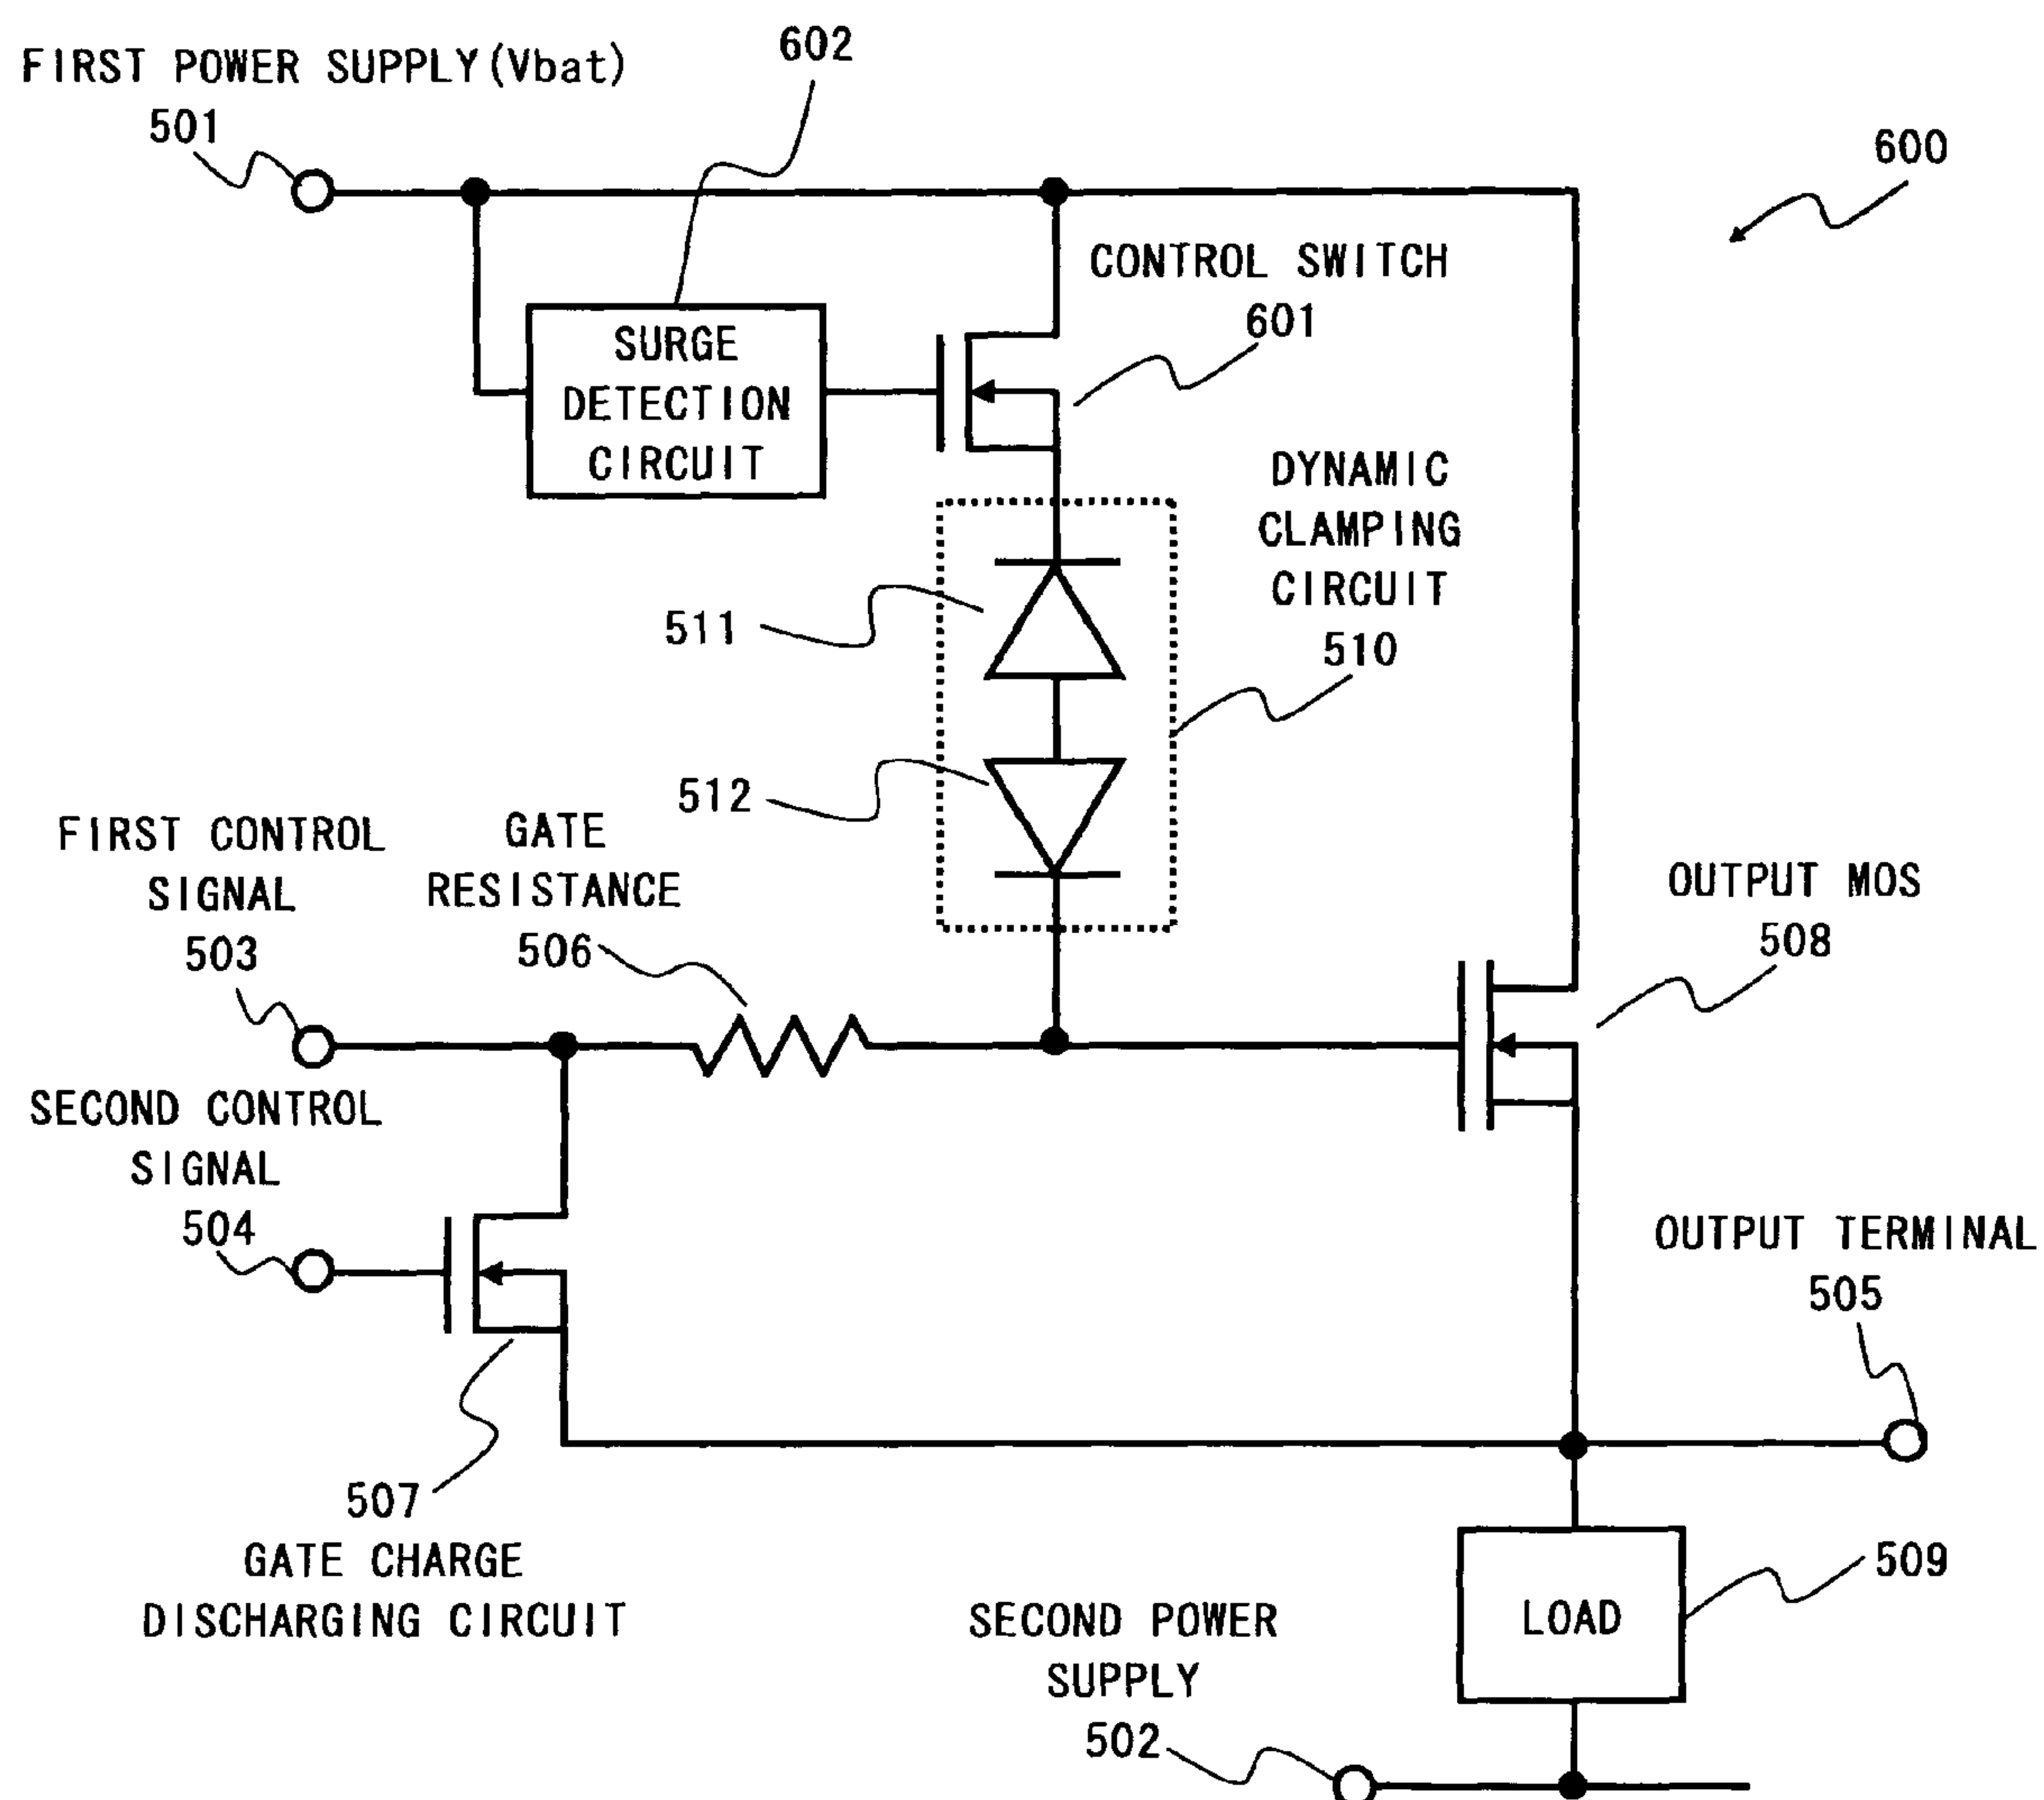 FIRST POWER SUPPLY(Vbat)
501
602
600
CONTROL SWITCH
601
SURGE
DETECTION
CIRCUIT
DYNAMIC
CLAMPING
CIRCUIT
510
511
512
FIRST CONTROL
SIGNAL
503
GATE
RESISTANCE
506
OUTPUT MOS
508
SECOND CONTROL
SIGNAL
504
OUTPUT TERMINAL
505
507
GATE CHARGE
DISCHARGING CIRCUIT
LOAD
509
SECOND POWER
SUPPLY
502